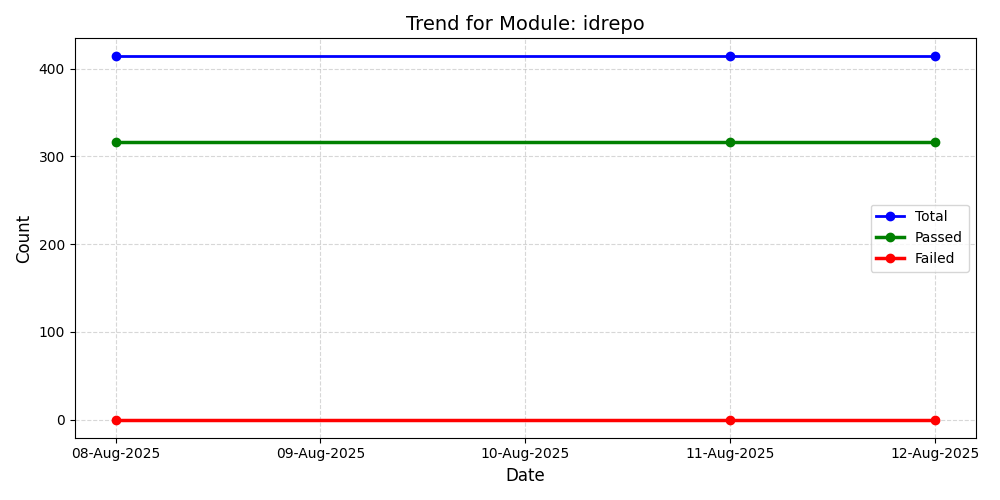 Trend for Module: idrepo
Count
400
300
200
100
0
Total
Passed
Failed
08-Aug-2025
09-Aug-2025
10-Aug-2025
11-Aug-2025
12-Aug-2025
Date